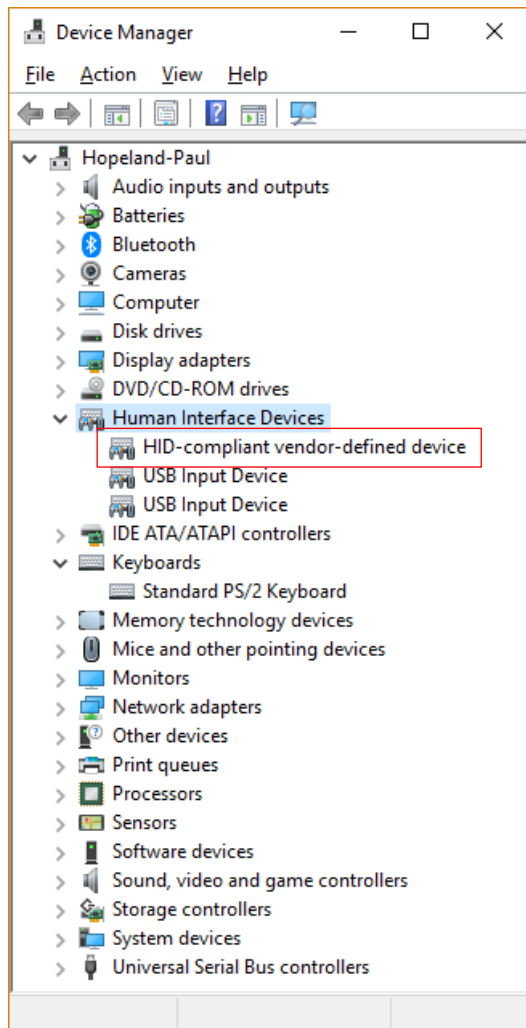 Device Manager
File Action View Help
Hopeland-Paul
Audio inputs and outputs
Batteries
Bluetooth
Cameras
Computer
Disk drives
Display adapters
DVD/CD-ROM drives
Human Interface Devices
HID-compliant vendor-defined device
USB Input Device
USB Input Device
IDE ATA/ATAPI controllers
Keyboards
Standard PS/2 Keyboard
Memory technology devices
Mice and other pointing devices
Monitors
Network adapters
Other devices
Print queues
Processors
Sensors
Software devices
Sound, video and game controllers
Storage controllers
System devices
Universal Serial Bus controllers